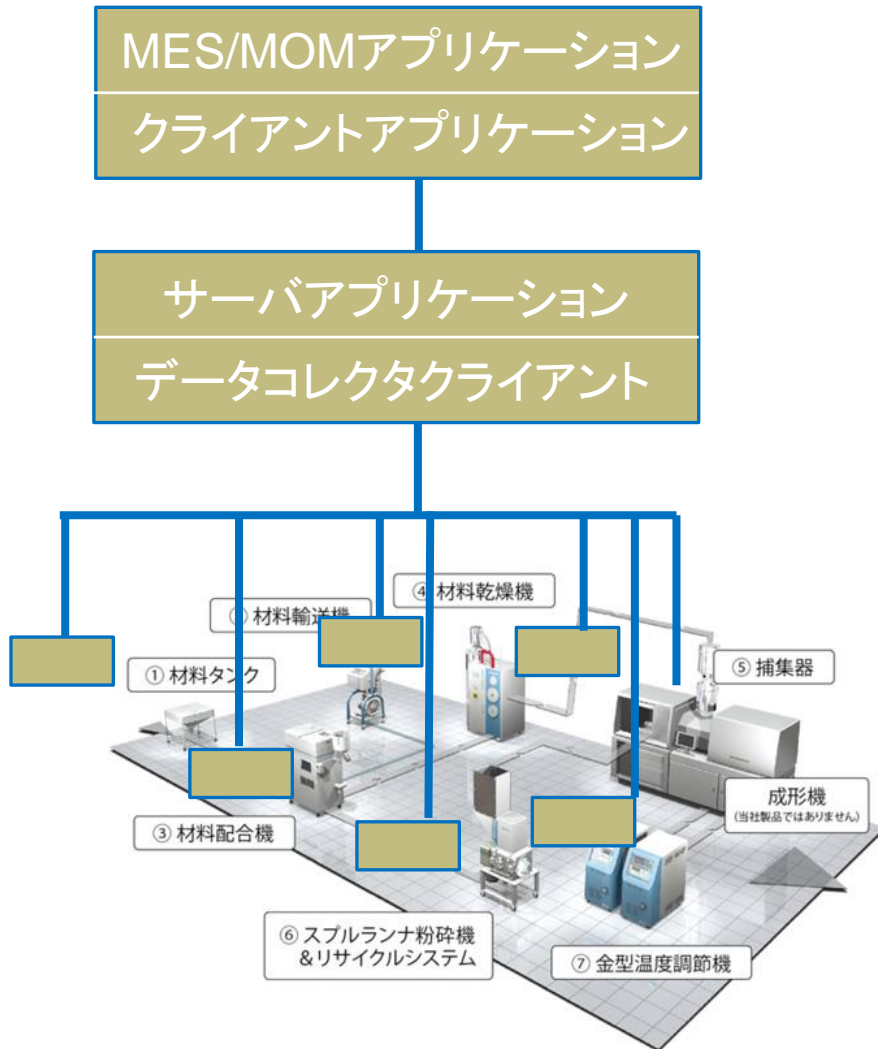 MES/MOMアプリケーション
クライアントアプリケーション
サーバアプリケーション
データコレクタクライアント
④ 材料乾燥機
材料輸送機
⑤ 捕集器
① 材料タンク
成形機
(当社製品ではありません)
③ 材料配合機
⑥ スプルランナ粉砕機
&リサイクルシステム
⑦ 金型温度調節機